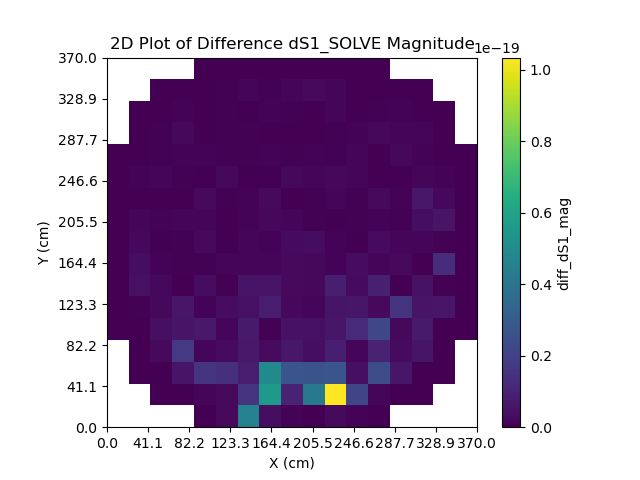 2D Plot of Difference dS1_SOLVE Magnitude
1e−19
370.0
328.9
287.7
246.6
205.5
164.4
123.3
82.2
41.1
0.0
Y (cm)
0.0 41.1 82.2 123.3 164.4 205.5 246.6 287.7 328.9 370.0
X (cm)
1.0
0.8
0.6
0.4
0.2
0.0
diff_dS1_mag